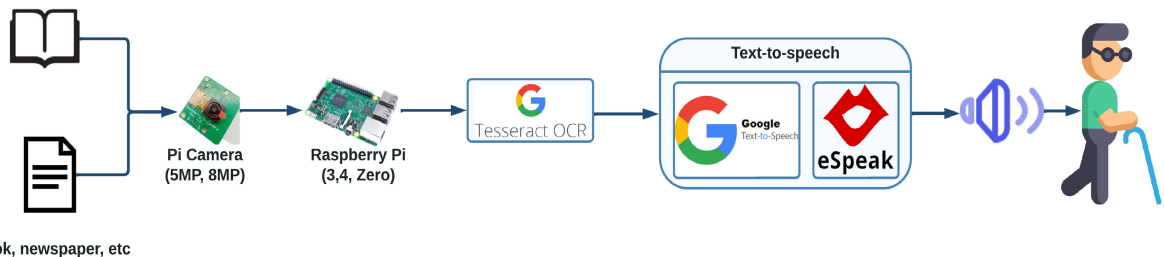 Text-to-speech
Google
Text-to-Speech
Tesseract OCR
eSpeak
Pi Camera
(5MP, 8MP)
Raspberry Pi
(3,4, Zero)
newspaper, etc